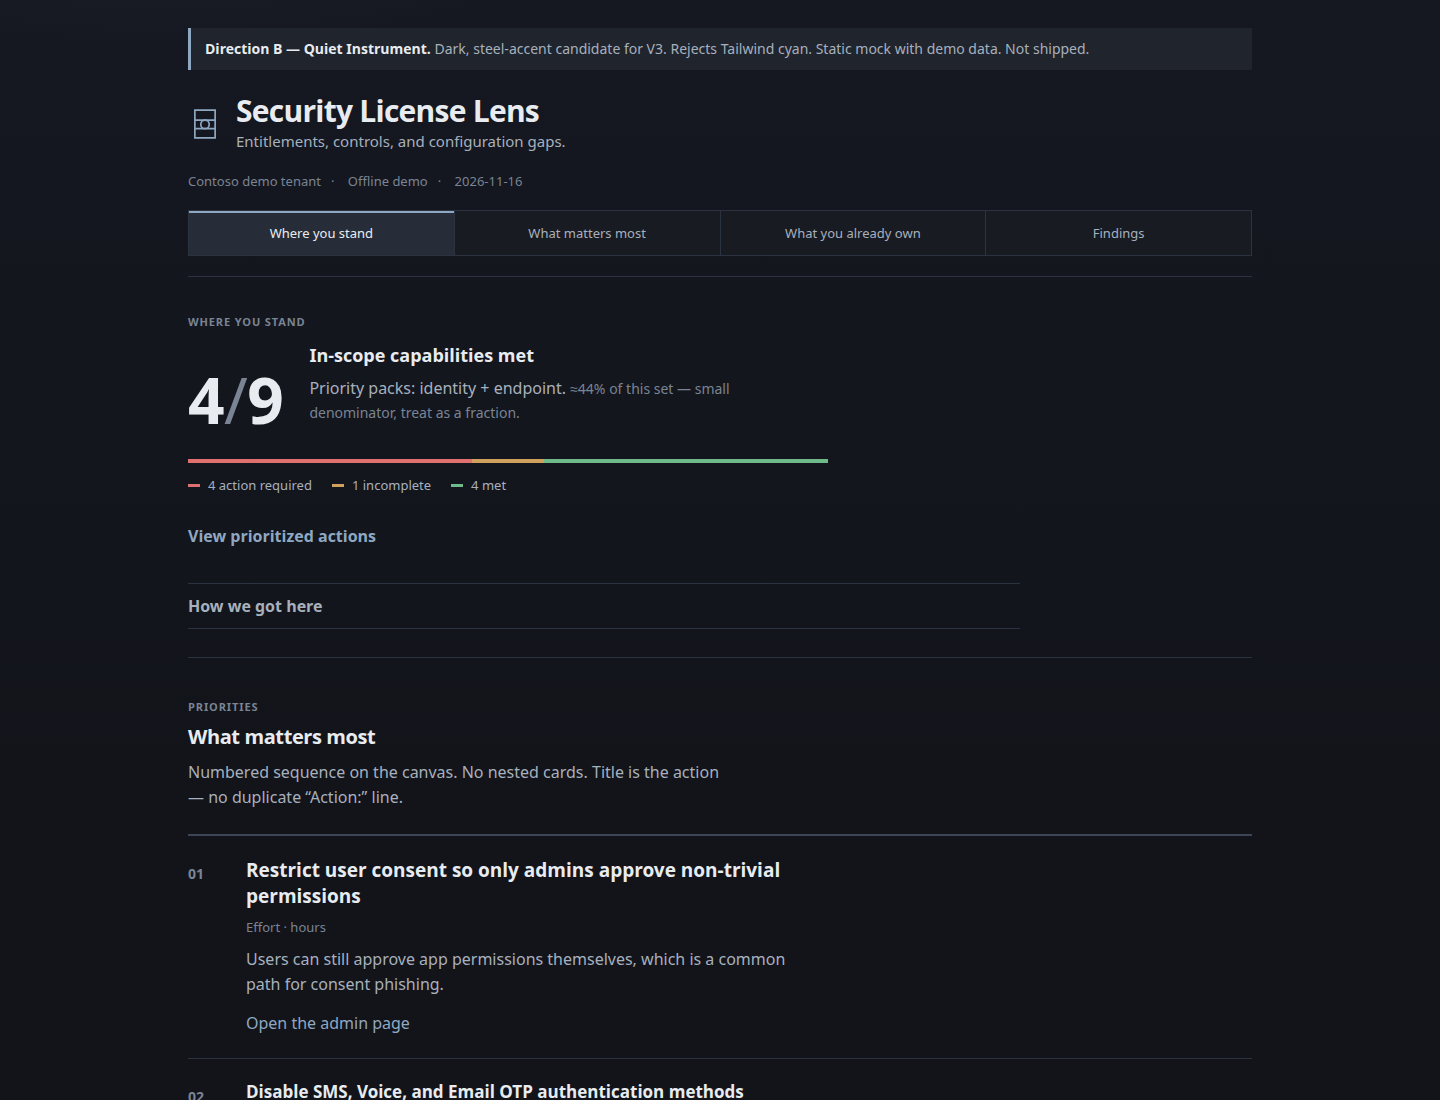 Direction B — Quiet Instrument. Dark, steel-accent candidate for V3. Rejects Tailwind cyan. Static mock with demo data. Not shipped.
Security License Lens
Entitlements, controls, and configuration gaps.
Contoso demo tenant · Offline demo · 2026-11-16
Where you stand
What matters most
What you already own
Findings
WHERE YOU STAND
4/9
In-scope capabilities met
Priority packs: identity + endpoint. ≈44% of this set — small
denominator, treat as a fraction.
4 action required
1 incomplete
4 met
View prioritized actions
How we got here
PRIORITIES
What matters most
Numbered sequence on the canvas. No nested cards. Title is the action
— no duplicate “Action:” line.
01
Restrict user consent so only admins approve non-trivial
permissions
Effort · hours
Users can still approve app permissions themselves, which is a common
path for consent phishing.
Open the admin page
02
Disable SMS, Voice, and Email OTP authentication methods